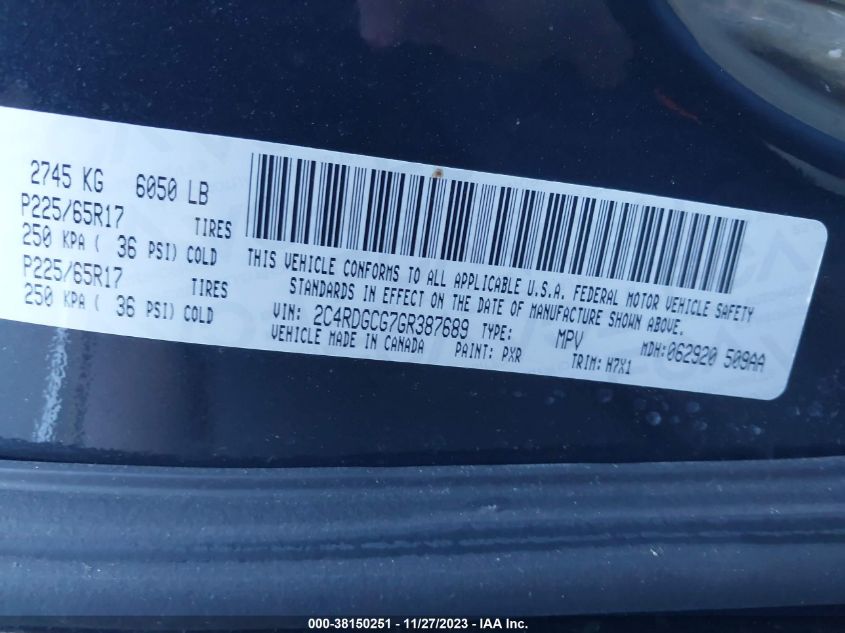 2745 KG 6050 LB
P225/65R17 TIRES
250 KPA ( 36 PSI) COLD
P225/65R17 TIRES
250 KPA ( 36 PSI) COLD
THIS VEHICLE CONFORMS TO ALL APPLICABLE U.S.A. FEDERAL MOTOR VEHICLE SAFETY
STANDARDS IN EFFECT ON THE DATE OF MANUFACTURE SHOWN ABOVE.
VIN: 2C4RDGCG7GR387689 TYPE: MPV MDH:062920 509AA
VEHICLE MADE IN CANADA PAINT: PXR TRIM: H7X1
000-38150251 - 11/27/2023 - IAA Inc.